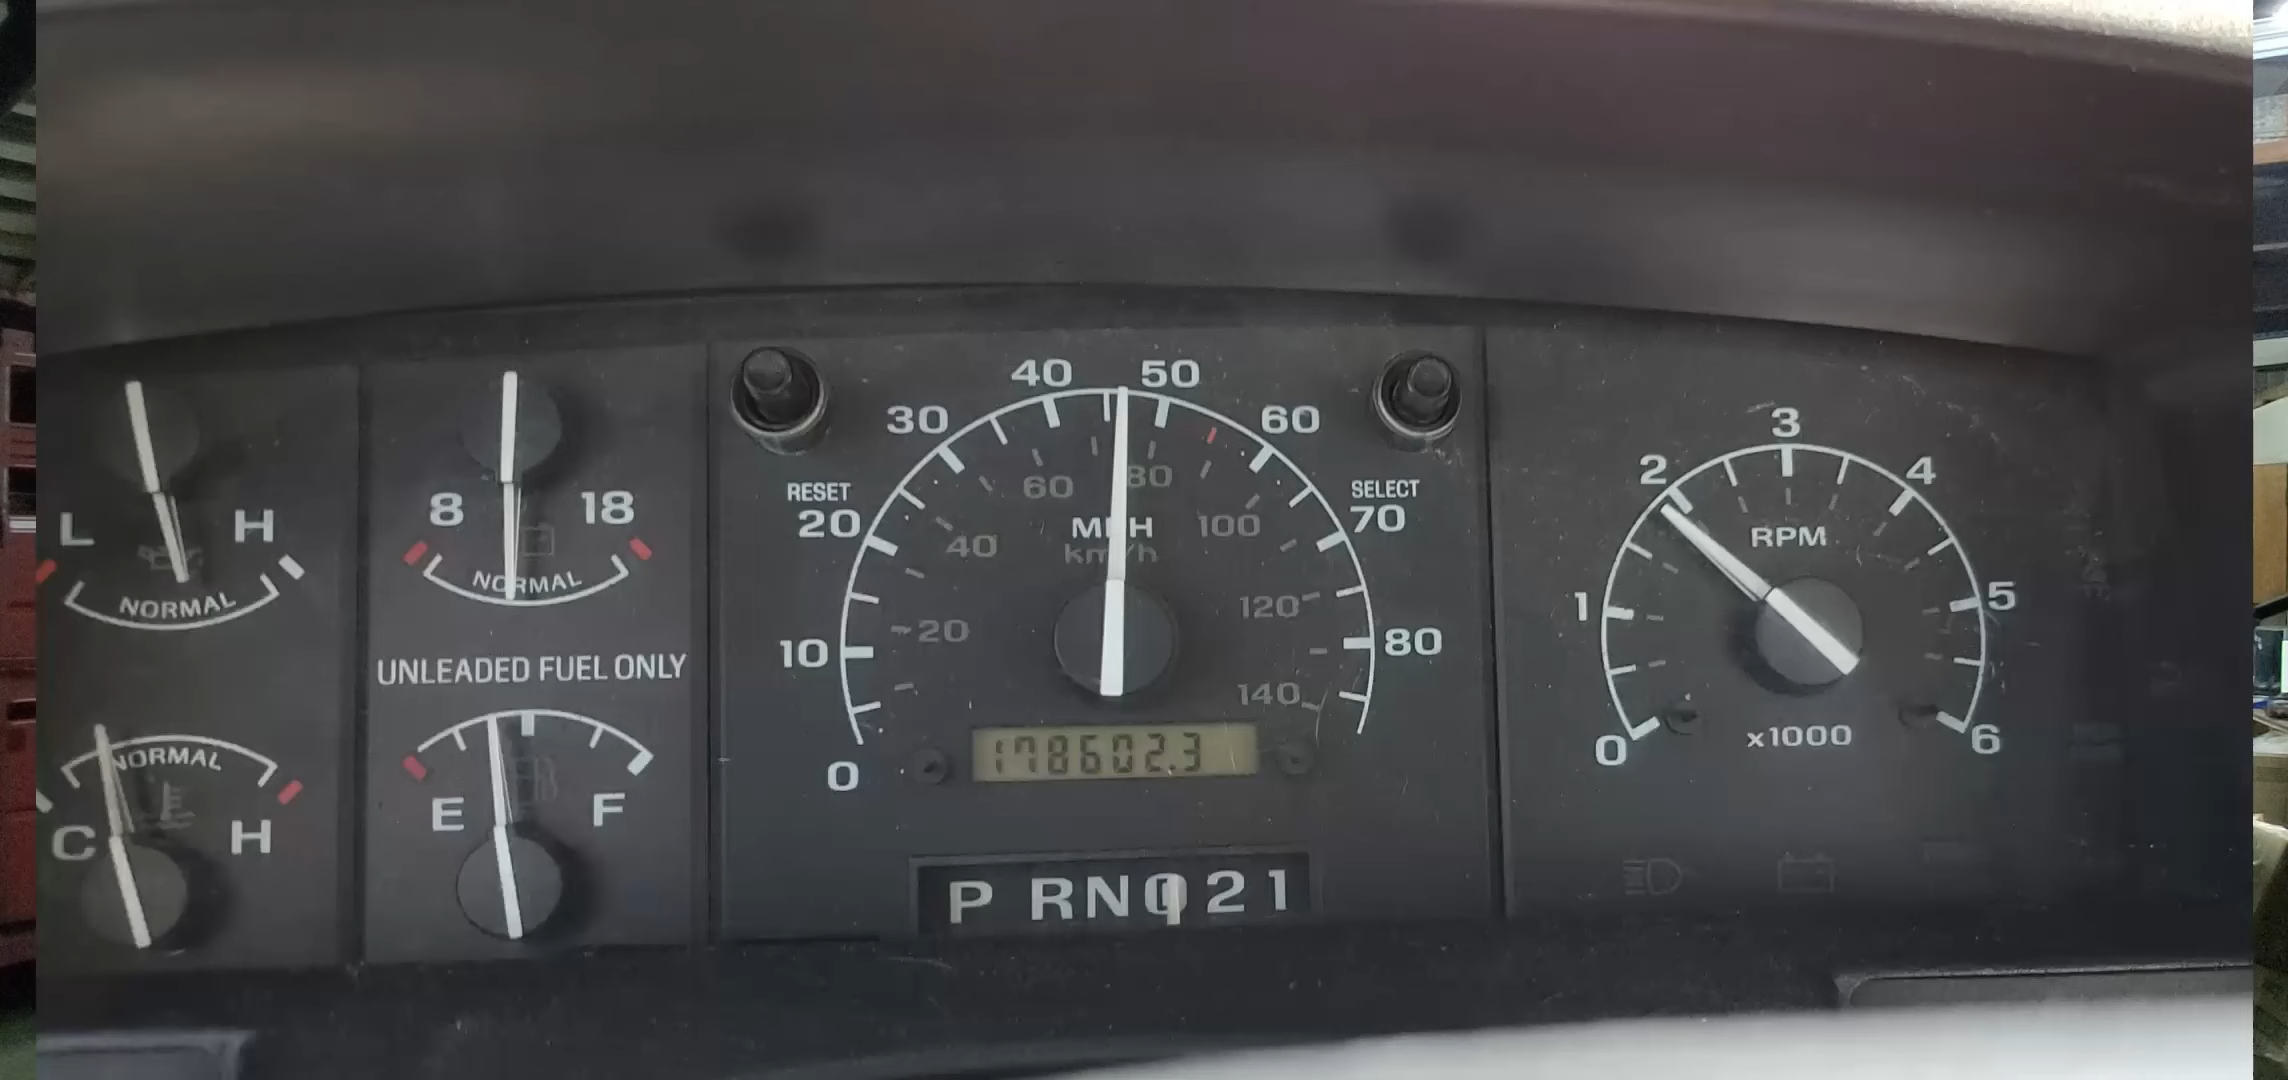 40 50
30 60
RESET 20
SELECT 70
60 80
MPH
km/h
40 100
20 120
10 80
140
0
178602.3
P RN 21
L H
NORMAL
8 18
NORMAL
UNLEADED FUEL ONLY
NORMAL
C H
E F
3
2 4
RPM
1 5
0 x1000 6